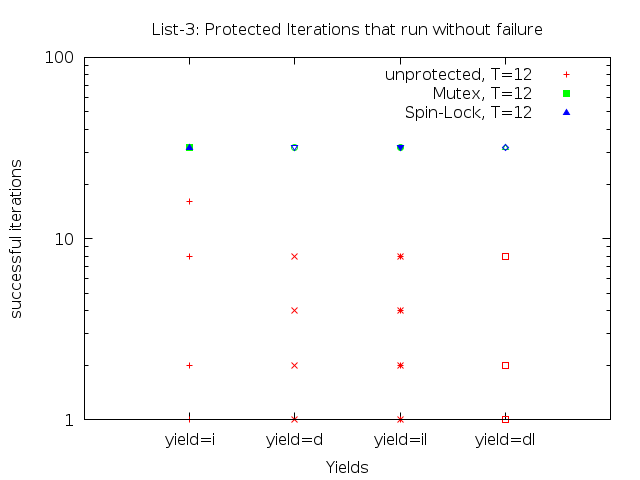 List-3: Protected Iterations that run without failure
100
unprotected, T=12
Mutex, T=12
Spin-Lock, T=12
successful iterations
10
1
yield=i
yield=d
yield=il
yield=dl
Yields